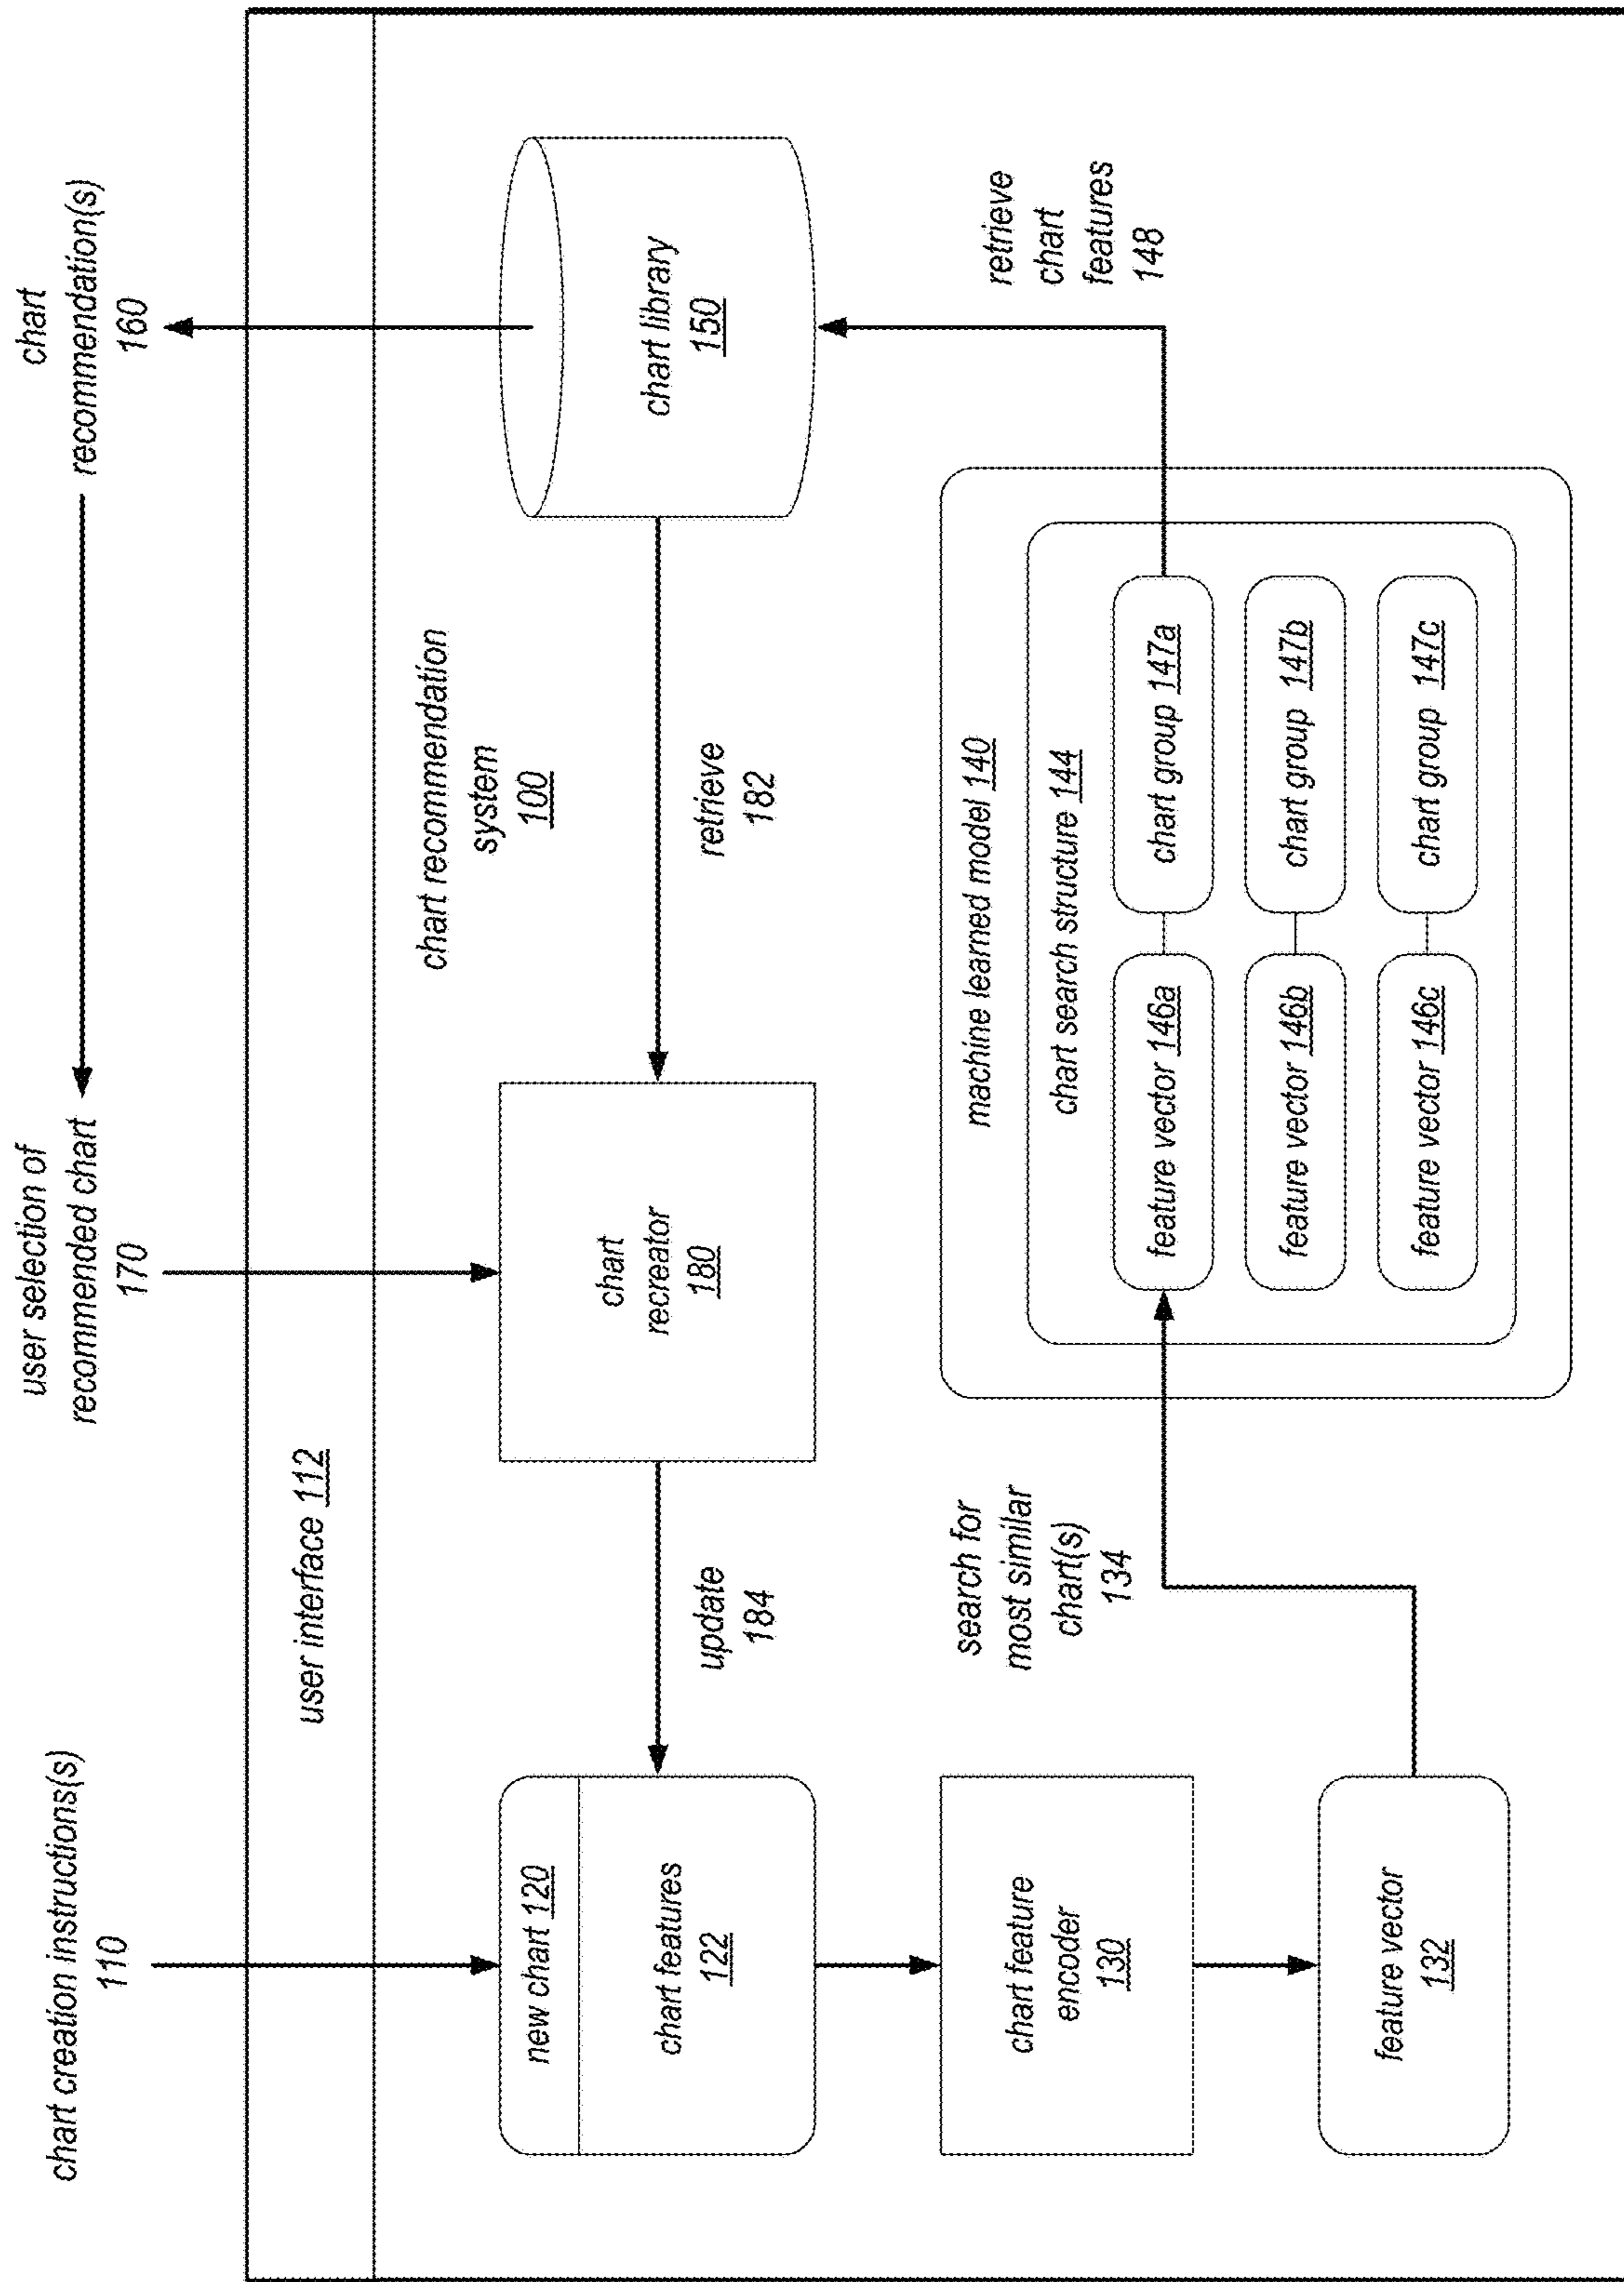 chart creation instructions(s)
110
user selection of
recommended chart
170
chart
recommendation(s)
160
user interface 112
chart recommendation
system
100
new chart 120
chart features
122
update
184
chart
recreator
180
retrieve
182
chart library
150
chart feature
encoder
130
search for
most similar
chart(s)
134
machine learned model 140
chart search structure 144
feature vector 146a
chart group 147a
feature vector 146b
chart group 147b
feature vector 146c
chart group 147c
retrieve
chart
features
148
feature vector
132